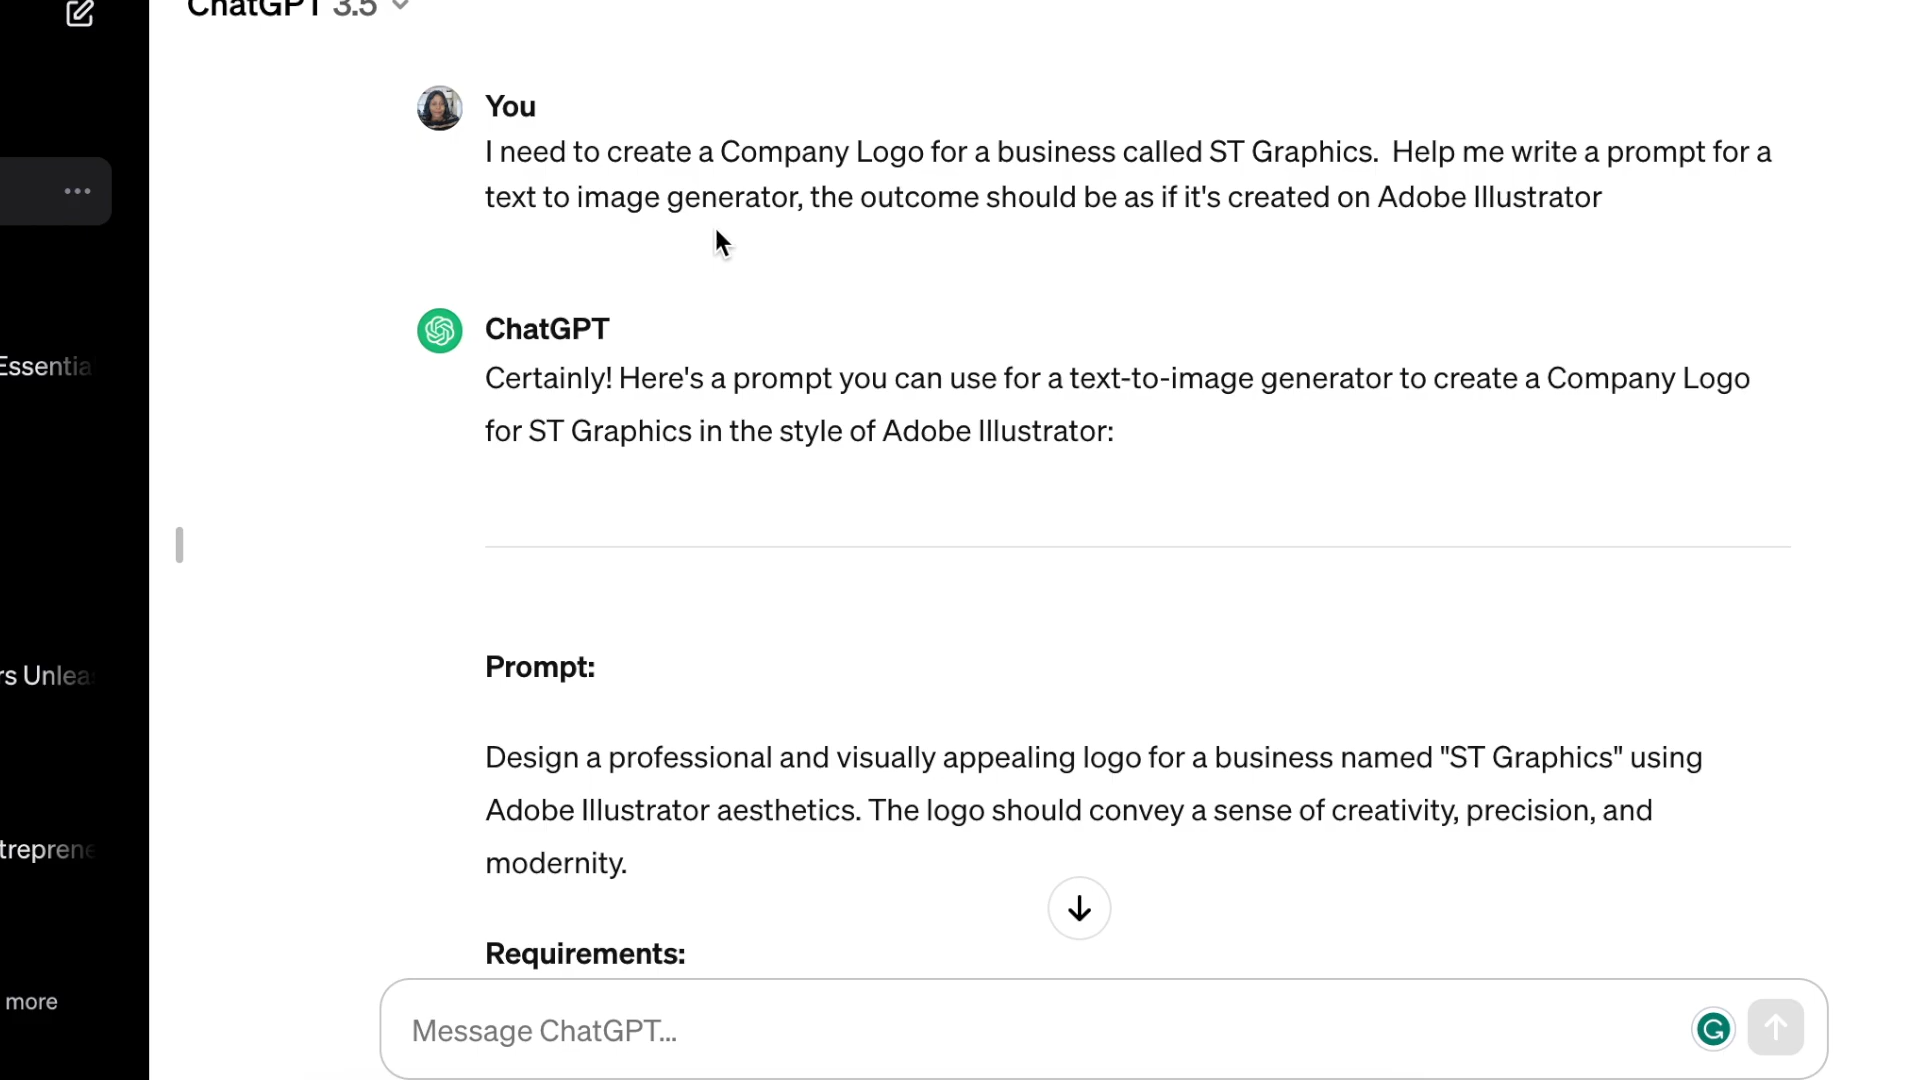 ChatGPT 3.5
You
I need to create a Company Logo for a business called ST Graphics. Help me write a prompt for a
text to image generator, the outcome should be as if it's created on Adobe Illustrator
ChatGPT
Essentia
Certainly! Here's a prompt you can use for a text-to-image generator to create a Company Logo
for ST Graphics in the style of Adobe Illustrator:
Prompt:
rs Unlea
Design a professional and visually appealing logo for a business named "ST Graphics" using
Adobe Illustrator aesthetics. The logo should convey a sense of creativity, precision, and
trepren
modernity.
Requirements:
more
Message ChatGPT...